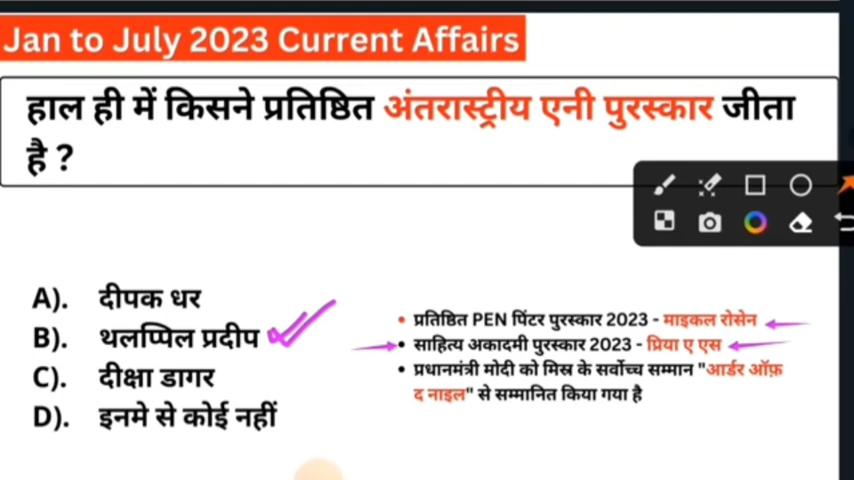 Jan to July 2023 Current Affairs
हाल ही में किसने प्रतिष्ठित अंतरास्ट्रीय एनी पुरस्कार जीता
है ?
A). दीपक धर
B). थलप्पिल प्रदीप
C). दीक्षा डागर
D). इनमे से कोई नहीं
• प्रतिष्ठित PEN पिंटर पुरस्कार 2023 - माइकल रोसेन
• साहित्य अकादमी पुरस्कार 2023 - प्रिया ए एस
• प्रधानमंत्री मोदी को मिस्र के सर्वोच्च सम्मान "आर्डर ऑफ़
द नाइल" से सम्मानित किया गया है